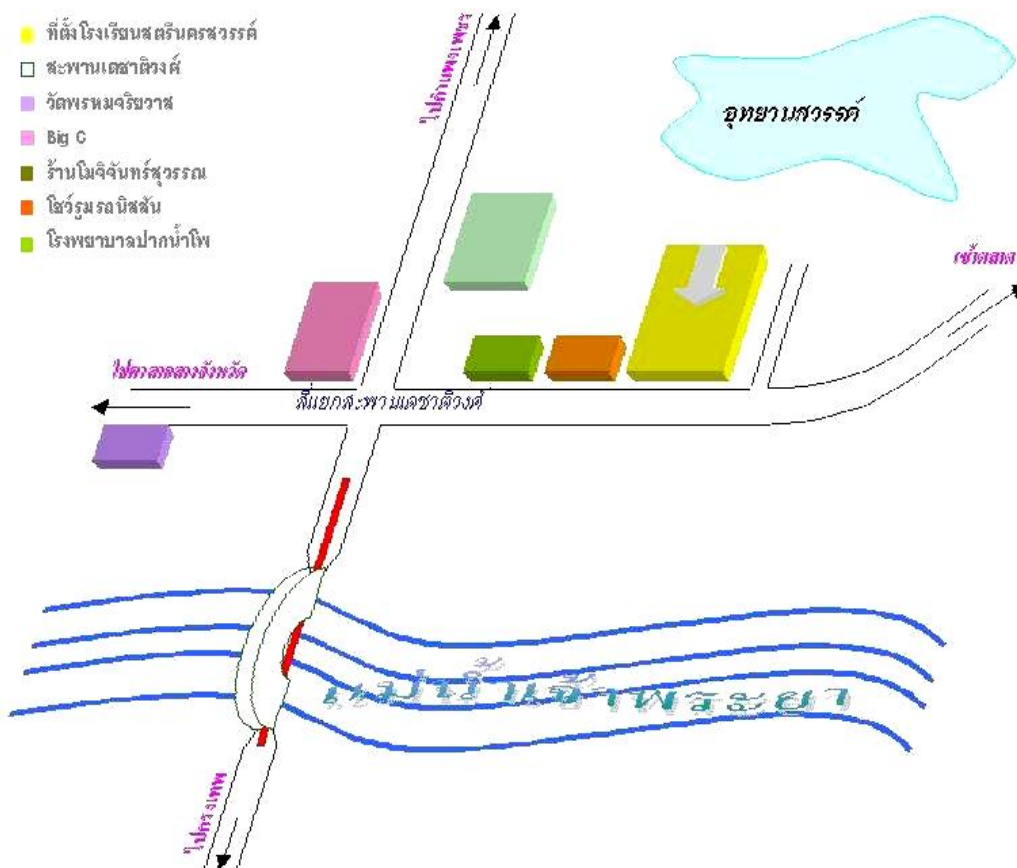 ที่ตั้งโรงเรียนสตรีนครสวรรค์
สะพานเดชาติวงศ์
วัดพรหมจริยวาส
Big C
ร้านโมจิจันทร์สุวรรณ
โชว์รูมรถนิสสัน
โรงพยาบาลปากน้ำโพ
ไปกำแพงเพชร
อุทยานสวรรค์
เข้าตลาด
ไปศาลากลางจังหวัด
สี่แยกสะพานเดชาติวงศ์
แม่น้ำเจ้าพระยา
ไปกรุงเทพ